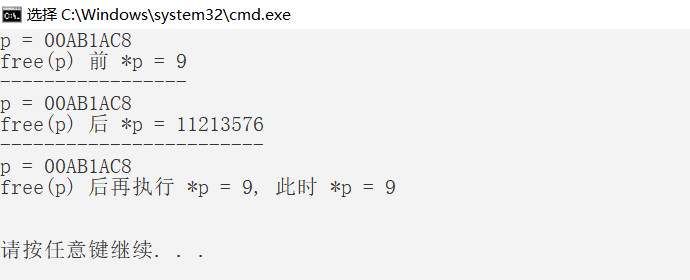 选择 C:\Windows\system32\cmd.exe
p = 00AB1AC8
free(p) 前 *p = 9
-----------------
p = 00AB1AC8
free(p) 后 *p = 11213576
------------------------
p = 00AB1AC8
free(p) 后再执行 *p = 9, 此时 *p = 9
请按任意键继续. . .